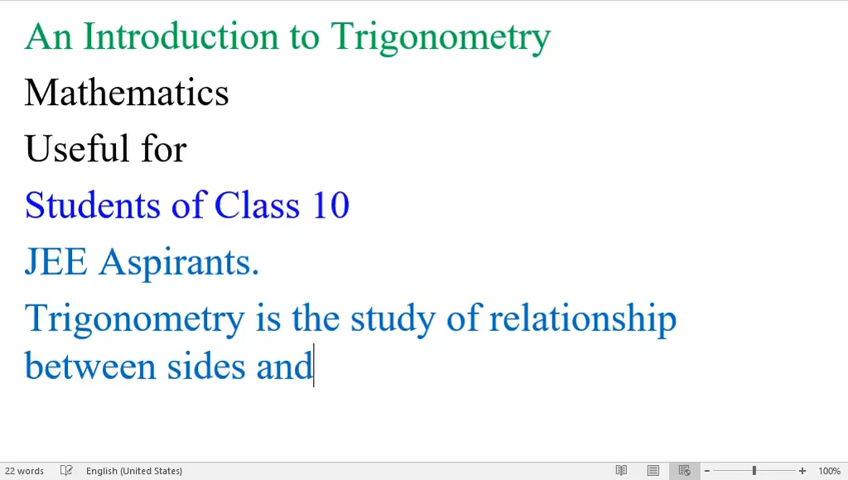 An Introduction to Trigonometry
Mathematics
Useful for
Students of Class 10
JEE Aspirants.
Trigonometry is the study of relationship
between sides and
22 words English (United States) 100%